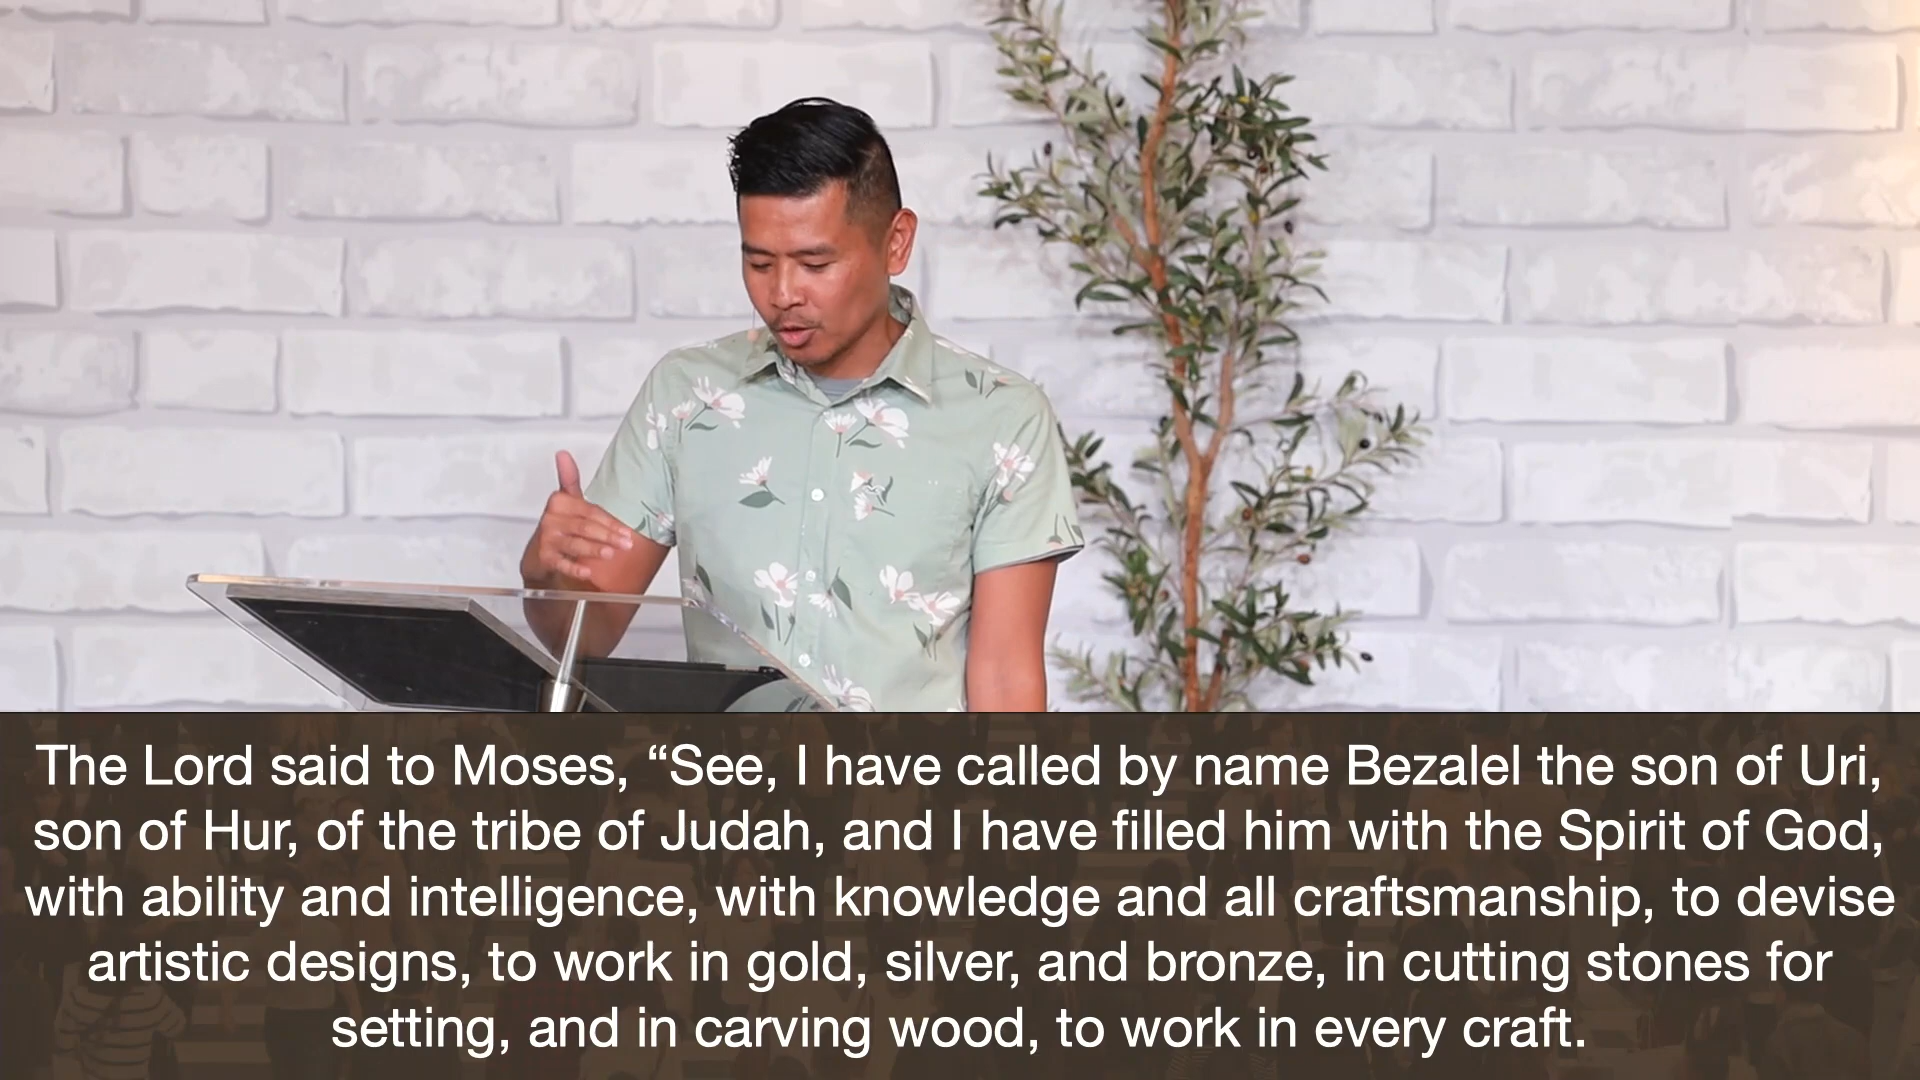 The Lord said to Moses, “See, I have called by name Bezalel the son of Uri,
son of Hur, of the tribe of Judah, and I have filled him with the Spirit of God,
with ability and intelligence, with knowledge and all craftsmanship, to devise
artistic designs, to work in gold, silver, and bronze, in cutting stones for
setting, and in carving wood, to work in every craft.